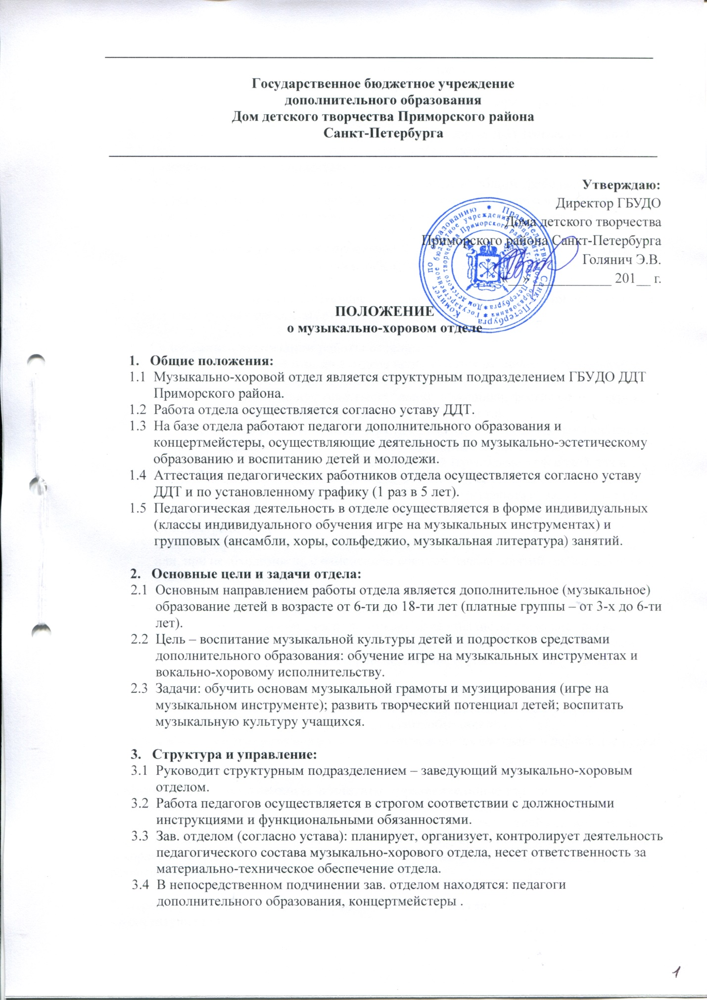 Государственное бюджетное учреждение
дополнительного образования
Дом детского творчества Приморского района
Санкт-Петербурга
Утверждаю:
Директор ГБУДО
Дома детского творчества
Приморского района Санкт-Петербурга
Голянич Э.В.
«__»___________ 201__ г.
Правительство Санкт-Петербурга
Комитет по образованию
Государственное бюджетное учреждение дополнительного образования
Дом детского творчества Приморского района г. Санкт-Петербурга
ПОЛОЖЕНИЕ
о музыкально-хоровом отделе
1. Общие положения:
1.1 Музыкально-хоровой отдел является структурным подразделением ГБУДО ДДТ
Приморского района.
1.2 Работа отдела осуществляется согласно уставу ДДТ.
1.3 На базе отдела работают педагоги дополнительного образования и
концертмейстеры, осуществляющие деятельность по музыкально-эстетическому
образованию и воспитанию детей и молодежи.
1.4 Аттестация педагогических работников отдела осуществляется согласно уставу
ДДТ и по установленному графику (1 раз в 5 лет).
1.5 Педагогическая деятельность в отделе осуществляется в форме индивидуальных
(классы индивидуального обучения игре на музыкальных инструментах) и
групповых (ансамбли, хоры, сольфеджио, музыкальная литература) занятий.
2. Основные цели и задачи отдела:
2.1 Основным направлением работы отдела является дополнительное (музыкальное)
образование детей в возрасте от 6-ти до 18-ти лет (платные группы – от 3-х до 6-ти
лет).
2.2 Цель – воспитание музыкальной культуры детей и подростков средствами
дополнительного образования: обучение игре на музыкальных инструментах и
вокально-хоровому исполнительству.
2.3 Задачи: обучить основам музыкальной грамоты и музицирования (игре на
музыкальном инструменте); развить творческий потенциал детей; воспитать
музыкальную культуру учащихся.
3. Структура и управление:
3.1 Руководит структурным подразделением – заведующий музыкально-хоровым
отделом.
3.2 Работа педагогов осуществляется в строгом соответствии с должностными
инструкциями и функциональными обязанностями.
3.3 Зав. отделом (согласно устава): планирует, организует, контролирует деятельность
педагогического состава музыкально-хорового отдела, несет ответственность за
материально-техническое обеспечение отдела.
3.4 В непосредственном подчинении зав. отделом находятся: педагоги
дополнительного образования, концертмейстеры .
1